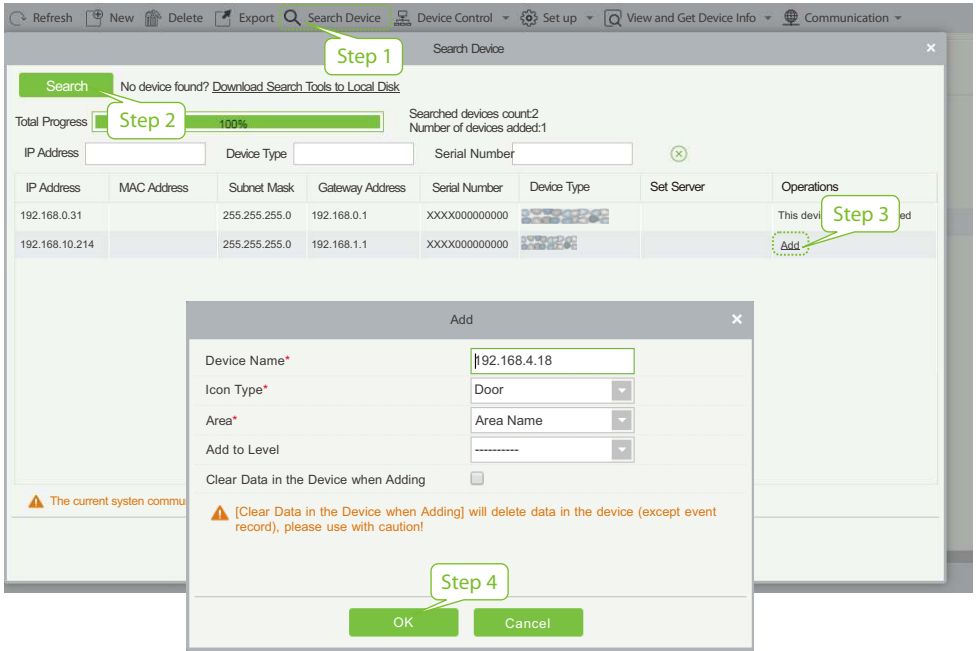 Refresh New Delete Export Search Device Device Control Set up View and Get Device Info Communication
Step 1
Search Device
Search No device found? Download Search Tools to Local Disk
Step 2
Total Progress 100%
Searched devices count:2
Number of devices added:1
IP Address Device Type Serial Number
IP Address MAC Address Subnet Mask Gateway Address Serial Number Device Type Set Server Operations
192.168.0.31 255.255.255.0 192.168.0.1 XXXX000000000 This devi ed
Step 3
192.168.10.214 255.255.255.0 192.168.1.1 XXXX000000000 Add
Add
Device Name* 192.168.4.18
Icon Type* Door
Area* Area Name
Add to Level ----------
Clear Data in the Device when Adding
The current systen commu
[Clear Data in the Device when Adding] will delete data in the device (except event
record), please use with caution!
Step 4
OK Cancel